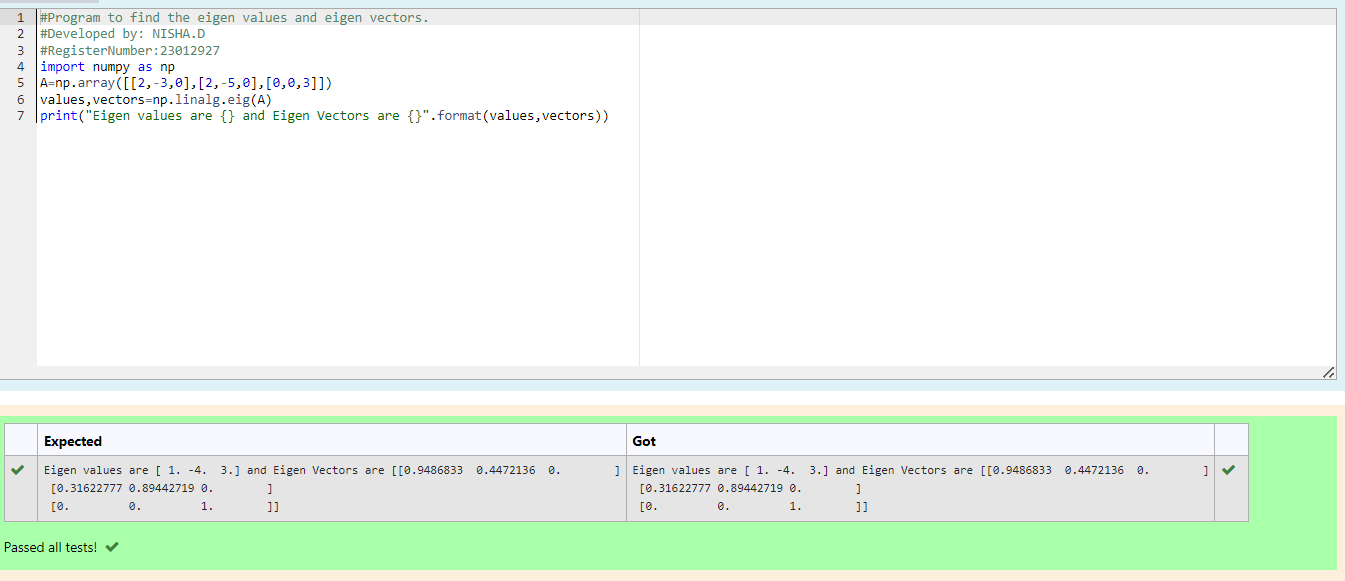 1 #Program to find the eigen values and eigen vectors.
2 #Developed by: NISHA.D
3 #RegisterNumber:23012927
4 import numpy as np
5 A=np.array([[2,-3,0],[2,-5,0],[0,0,3]])
6 values,vectors=np.linalg.eig(A)
7 print("Eigen values are {} and Eigen Vectors are {}".format(values,vectors))
Expected Got
Eigen values are [ 1. -4.  3.] and Eigen Vectors are [[0.9486833  0.4472136  0.        ] Eigen values are [ 1. -4.  3.] and Eigen Vectors are [[0.9486833  0.4472136  0.        ]
[0.31622777 0.89442719 0.        ] [0.31622777 0.89442719 0.        ]
[0.         0.         1.        ]] [0.         0.         1.        ]]
Passed all tests!